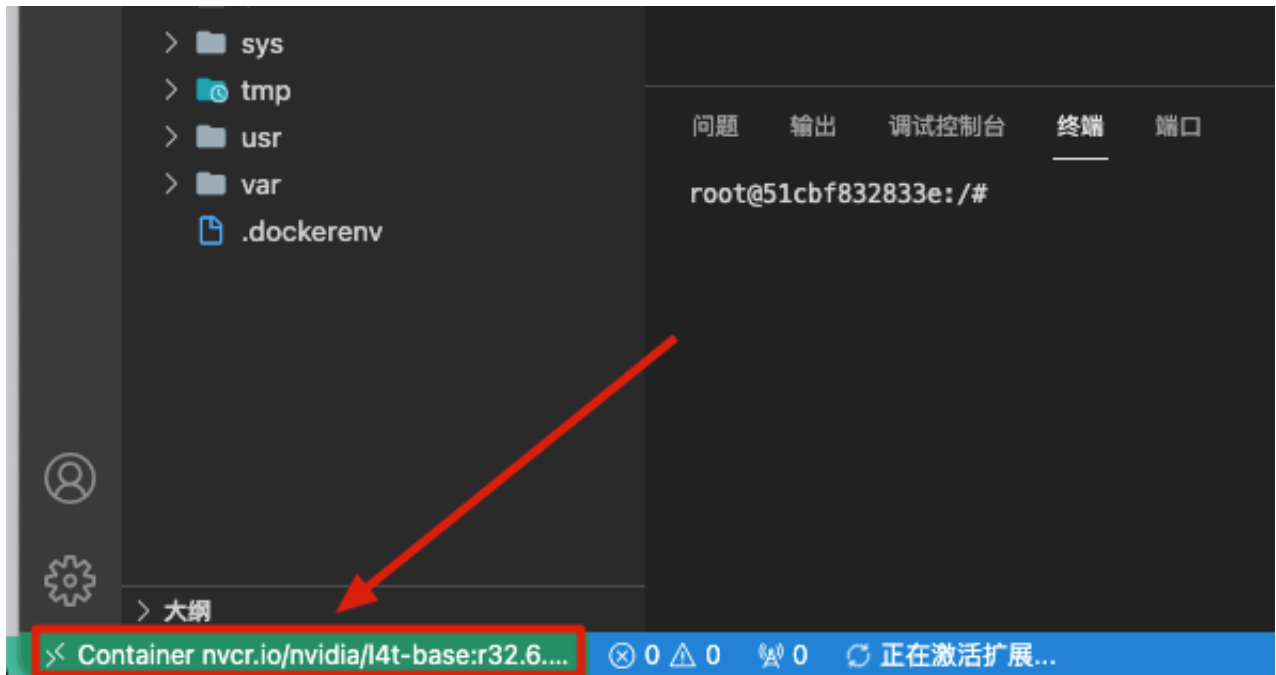 sys
tmp
usr
var
.dockerenv
大纲
问题 输出 调试控制台 终端 端口
root@51cbf832833e:/#
Container nvcr.io/nvidia/l4t-base:r32.6.... 0 0 0 正在激活扩展...